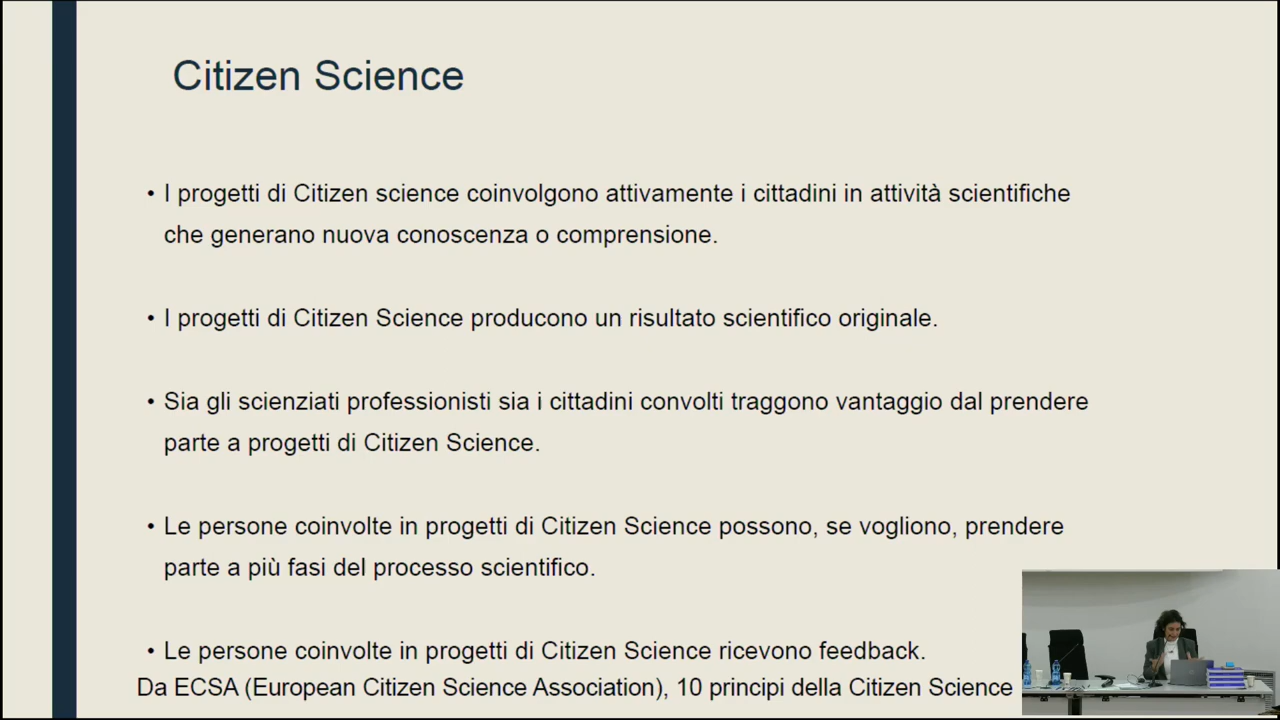 Citizen Science
• I progetti di Citizen science coinvolgono attivamente i cittadini in attività scientifiche
che generano nuova conoscenza o comprensione.
• I progetti di Citizen Science producono un risultato scientifico originale.
• Sia gli scienziati professionisti sia i cittadini convolti traggono vantaggio dal prendere
parte a progetti di Citizen Science.
• Le persone coinvolte in progetti di Citizen Science possono, se vogliono, prendere
parte a più fasi del processo scientifico.
• Le persone coinvolte in progetti di Citizen Science ricevono feedback.
Da ECSA (European Citizen Science Association), 10 principi della Citizen Science